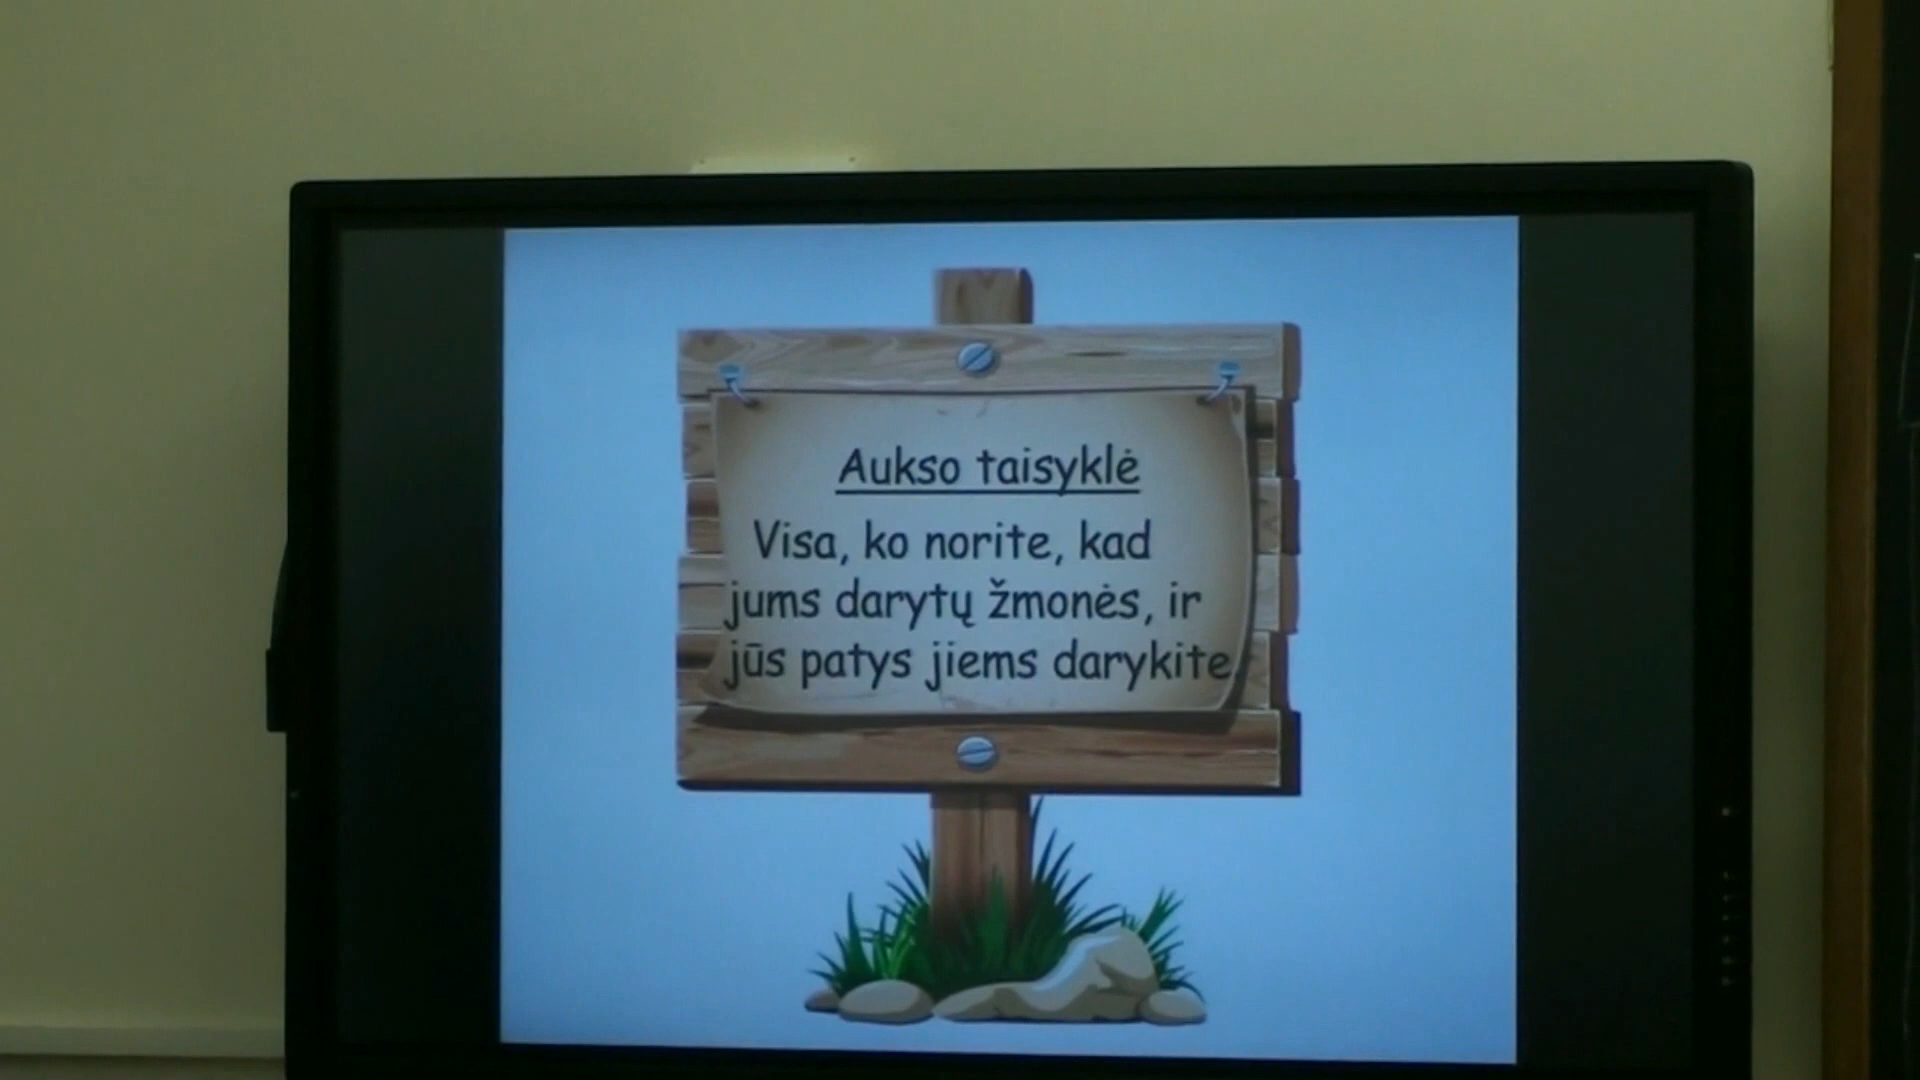 Aukso taisyklė
Visa, ko norite, kad
jums darytų žmonės, ir
jūs patys jiems darykite.